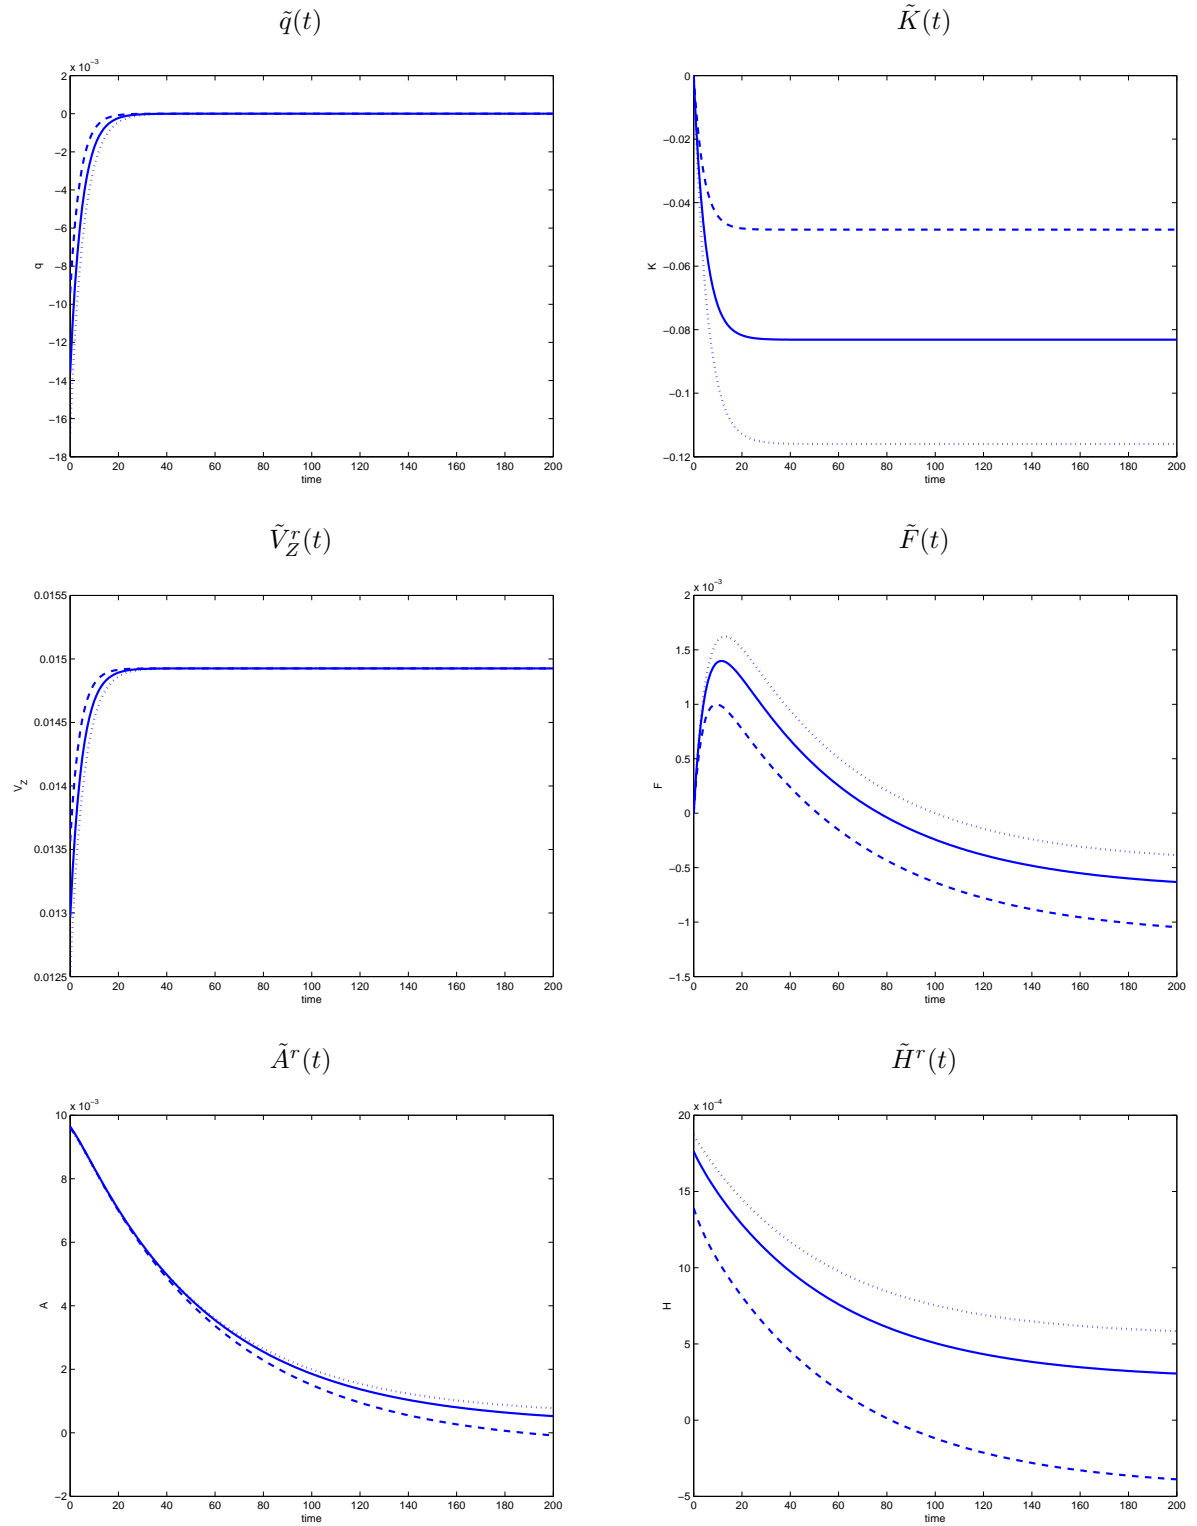 q̃(t) K̃(t)
x 10⁻³
2
0
−2
−4
−6
−8
−10
−12
−14
−16
−18
q
0 20 40 60 80 100 120 140 160 180 200
time
0
−0.02
−0.04
−0.06
−0.08
−0.1
−0.12
K
0 20 40 60 80 100 120 140 160 180 200
time
Ṽ_Z^r(t) F̃(t)
0.0155
0.015
0.0145
0.014
0.0135
0.013
0.0125
V_Z
0 20 40 60 80 100 120 140 160 180 200
time
x 10⁻³
2
1.5
1
0.5
0
−0.5
−1
−1.5
F
0 20 40 60 80 100 120 140 160 180 200
time
Ã^r(t) H̃^r(t)
x 10⁻³
10
8
6
4
2
0
−2
A
0 20 40 60 80 100 120 140 160 180 200
time
x 10⁻⁴
20
15
10
5
0
−5
H
0 20 40 60 80 100 120 140 160 180 200
time